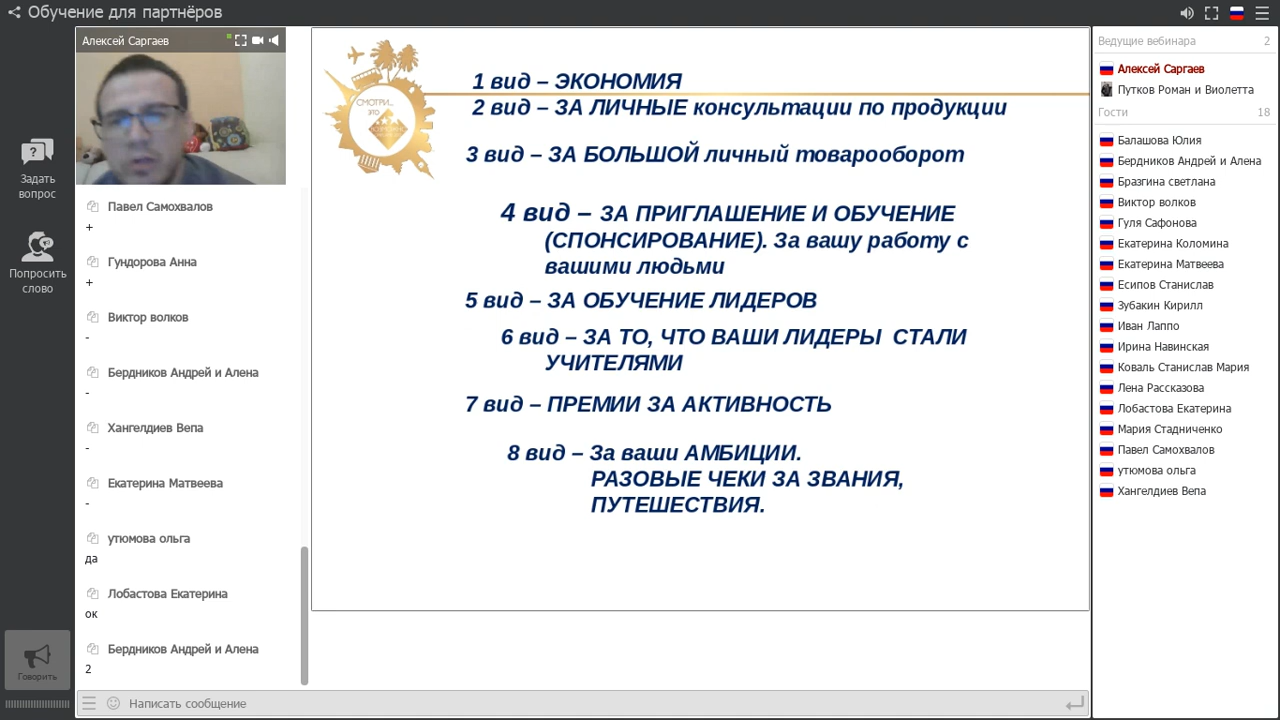 Обучение для партнёров
Задать
вопрос
Попросить
слово
Говорить
Алексей Саргаев
Павел Самохвалов
+
Гундорова Анна
+
Виктор волков
-
Бердников Андрей и Алена
-
Хангелдиев Вепа
-
Екатерина Матвеева
-
утюмова ольга
да
Лобастова Екатерина
ок
Бердников Андрей и Алена
2
Написать сообщение
СМОТРИ...
ЭТО
1 вид – ЭКОНОМИЯ
2 вид – ЗА ЛИЧНЫЕ консультации по продукции
3 вид – ЗА БОЛЬШОЙ личный товарооборот
4 вид – ЗА ПРИГЛАШЕНИЕ И ОБУЧЕНИЕ
(СПОНСИРОВАНИЕ). За вашу работу с
вашими людьми
5 вид – ЗА ОБУЧЕНИЕ ЛИДЕРОВ
6 вид – ЗА ТО, ЧТО ВАШИ ЛИДЕРЫ СТАЛИ
УЧИТЕЛЯМИ
7 вид – ПРЕМИИ ЗА АКТИВНОСТЬ
8 вид – За ваши АМБИЦИИ.
РАЗОВЫЕ ЧЕКИ ЗА ЗВАНИЯ,
ПУТЕШЕСТВИЯ.
Ведущие вебинара 2
Алексей Саргаев
Путков Роман и Виолетта
Гости 18
Балашова Юлия
Бердников Андрей и Алена
Бразгина светлана
Виктор волков
Гуля Сафонова
Екатерина Коломина
Екатерина Матвеева
Есипов Станислав
Зубакин Кирилл
Иван Лаппо
Ирина Навинская
Коваль Станислав Мария
Лена Рассказова
Лобастова Екатерина
Мария Стадниченко
Павел Самохвалов
утюмова ольга
Хангелдиев Вепа